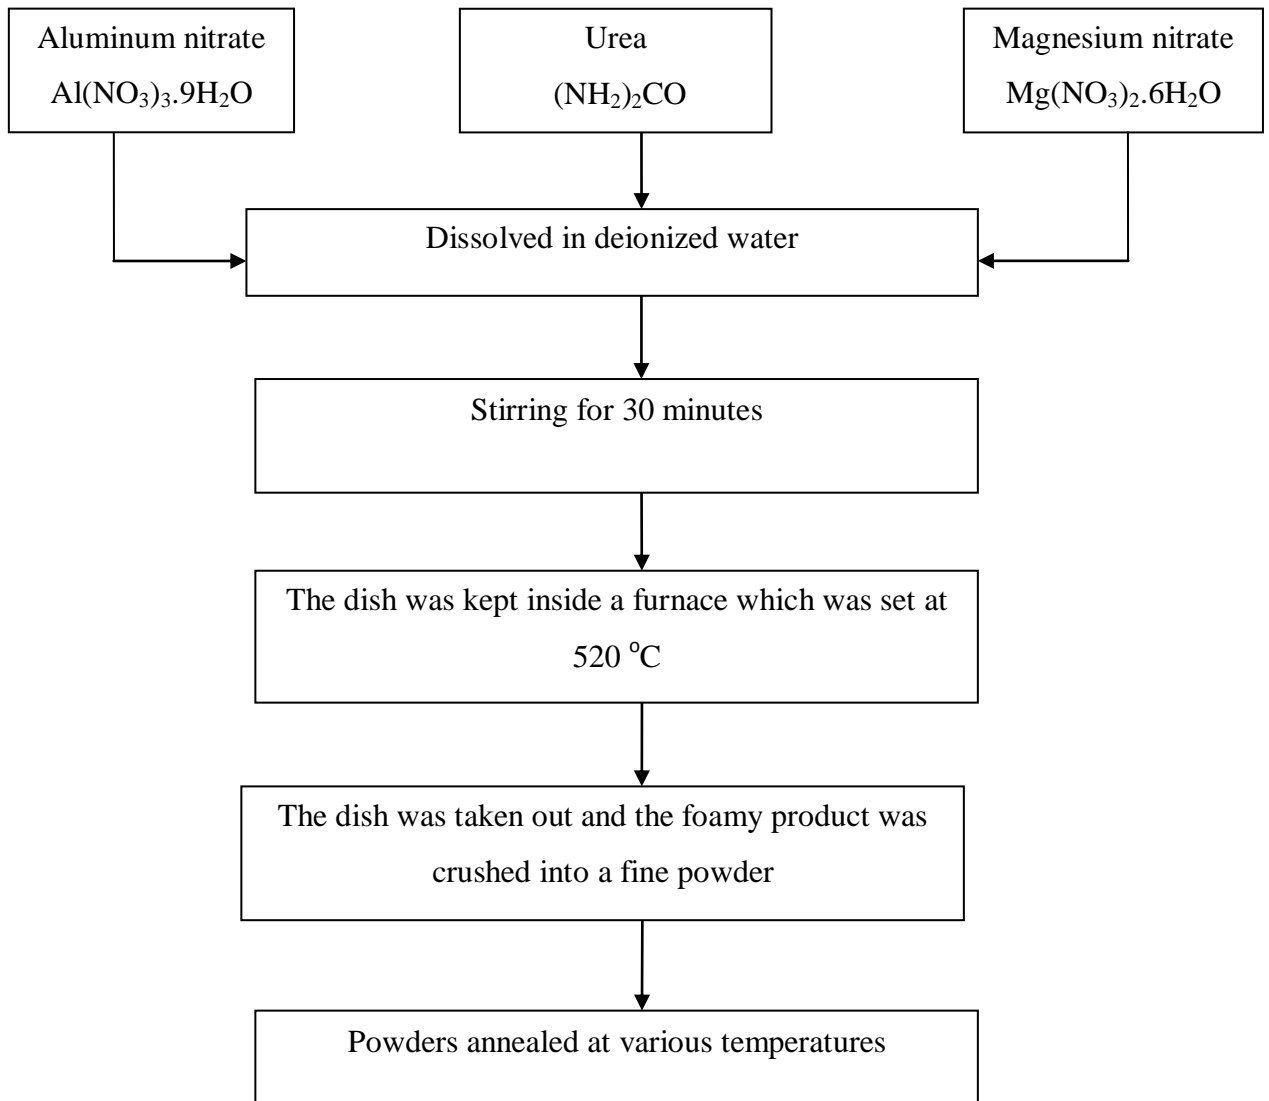 Aluminum nitrate
Al(NO₃)₃.9H₂O
Urea
(NH₂)₂CO
Magnesium nitrate
Mg(NO₃)₂.6H₂O
Dissolved in deionized water
Stirring for 30 minutes
The dish was kept inside a furnace which was set at
520 ᵒC
The dish was taken out and the foamy product was
crushed into a fine powder
Powders annealed at various temperatures